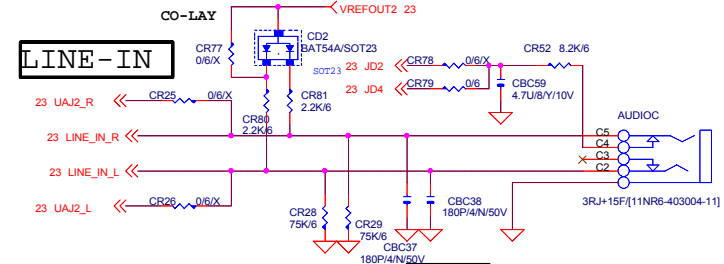 CO-LAY
VREFOUT2 23
LINE-IN
CR77
0/6/X
CD2
BAT54A/SOT23
SOT23
23 JD2
CR78
0/6/X
CR52 8.2K/6
23 JD4
CR79
0/6
CBC59
4.7U/8/Y/10V
23 UAJ2_R
CR25
0/6/X
CR80
2.2K/6
CR81
2.2K/6
AUDIOC
23 LINE_IN_R
C5
C4
C3
23 LINE_IN_L
C2
23 UAJ2_L
CR26
0/6/X
CR28
75K/6
CR29
75K/6
CBC38
180P/4/N/50V
CBC37
180P/4/N/50V
3RJ+15F/[11NR6-403004-11]